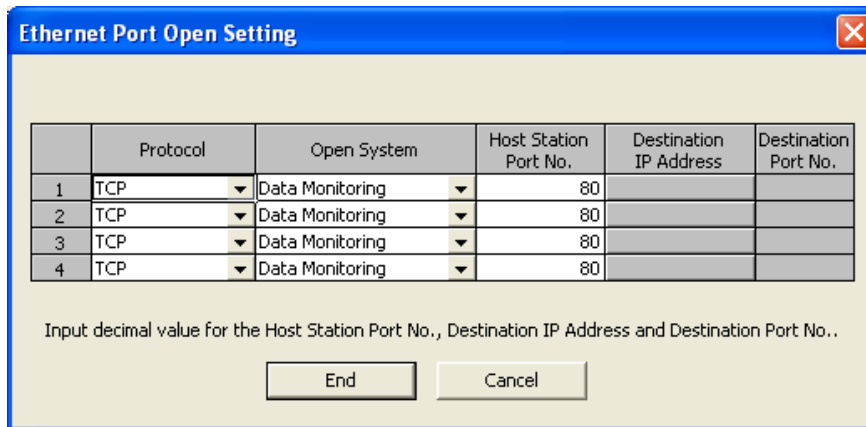 Ethernet Port Open Setting
Protocol Open System Host Station Port No. Destination IP Address Destination Port No.
1 TCP Data Monitoring 80
2 TCP Data Monitoring 80
3 TCP Data Monitoring 80
4 TCP Data Monitoring 80
Input decimal value for the Host Station Port No., Destination IP Address and Destination Port No..
End Cancel